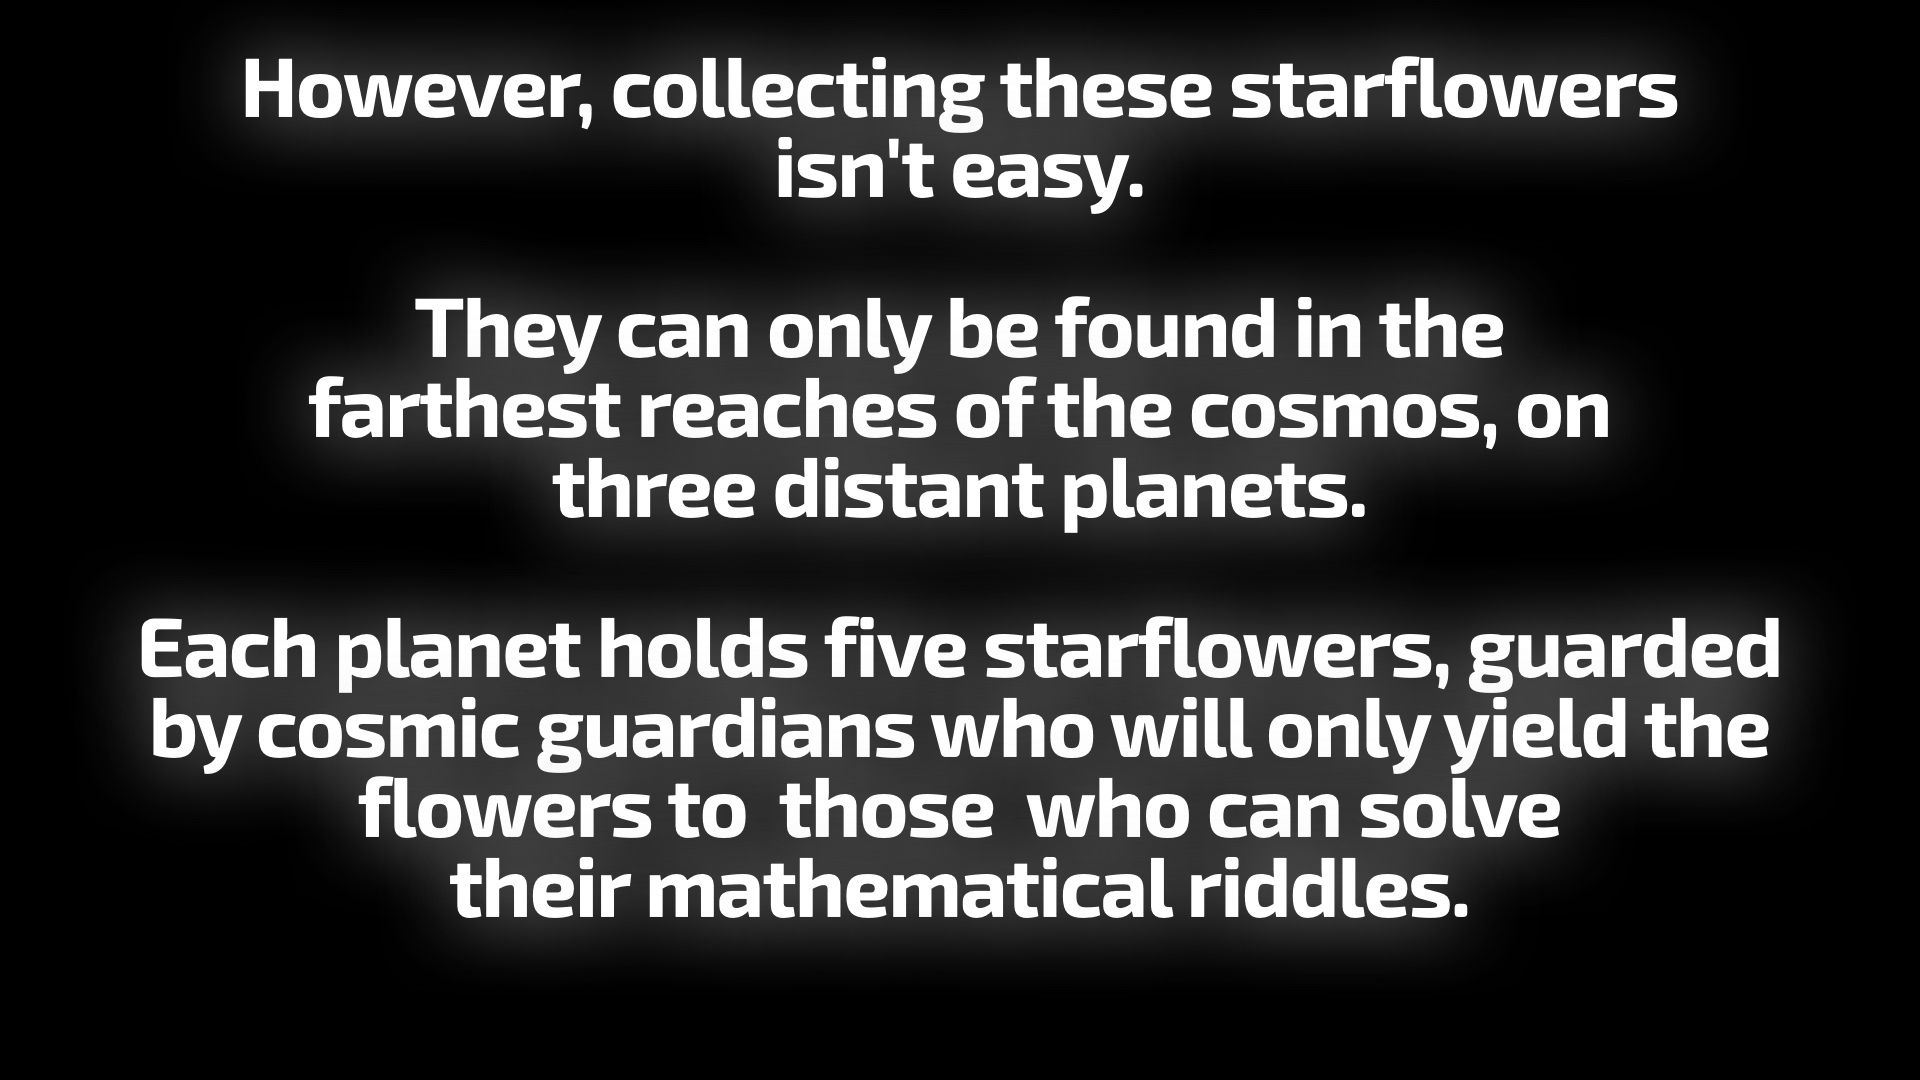 However, collecting these starflowers
isn't easy.
They can only be found in the
farthest reaches of the cosmos, on
three distant planets.
Each planet holds five starflowers, guarded
by cosmic guardians who will only yield the
flowers to  those  who can solve
their mathematical riddles.